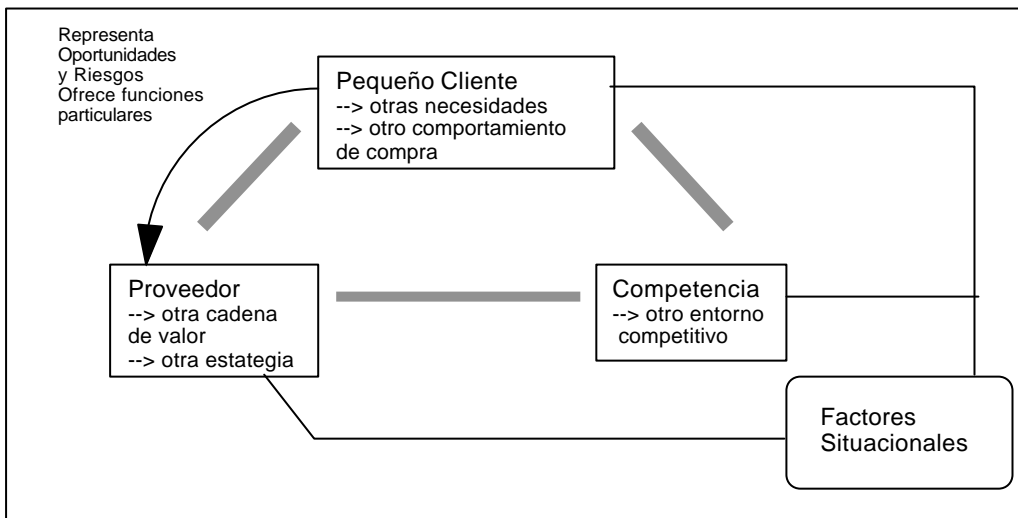 Representa
Oportunidades
y Riesgos
Ofrece funciones
particulares
Pequeño Cliente
--> otras necesidades
--> otro comportamiento
de compra
Proveedor
--> otra cadena
de valor
--> otra estategia
Competencia
--> otro entorno
competitivo
Factores
Situacionales